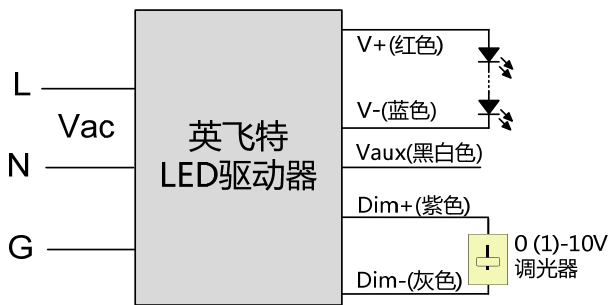 L
Vac
N
G
英飞特
LED驱动器
V+(红色)
V-(蓝色)
Vaux(黑白色)
Dim+(紫色)
Dim-(灰色)
0 (1)-10V
调光器